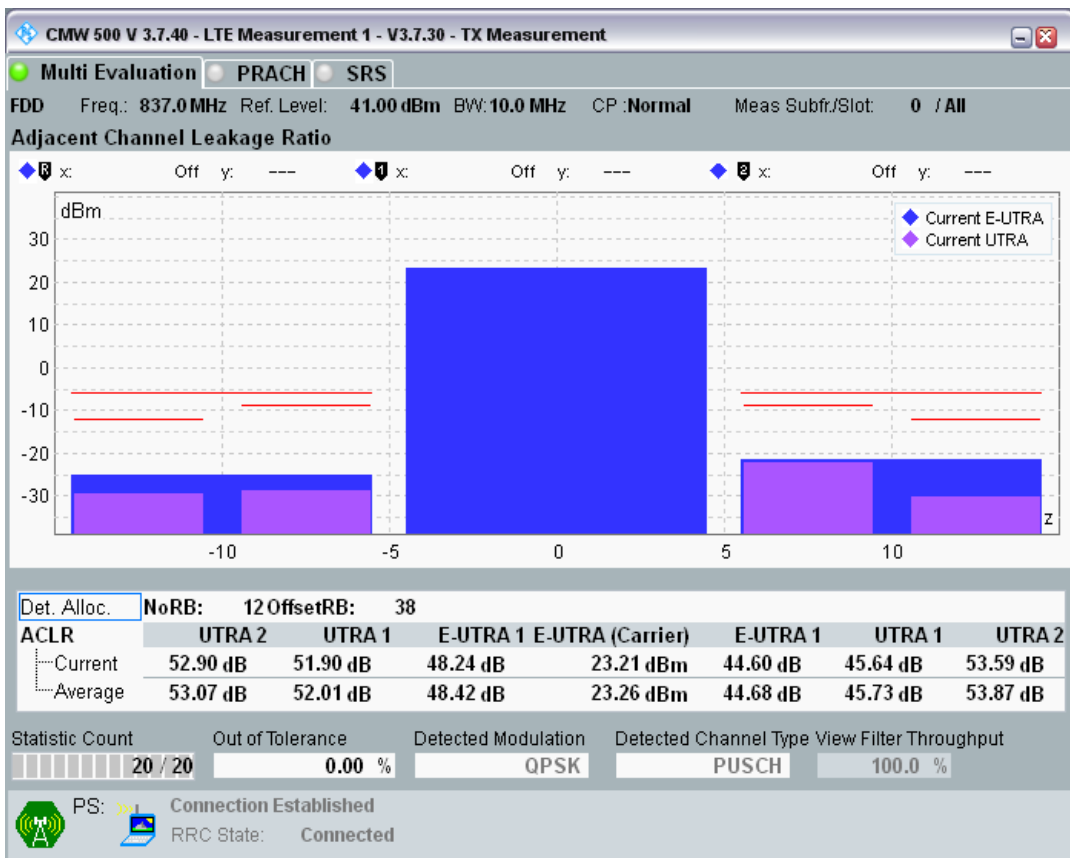 CMW 500 V 3.7.40 - LTE Measurement 1 - V3.7.30 - TX Measurement
Multi Evaluation PRACH SRS
FDD Freq.: 837.0 MHz Ref. Level: 41.00 dBm BW: 10.0 MHz CP :Normal Meas Subfr./Slot: 0 / All
Adjacent Channel Leakage Ratio
R x: Off y: --- 1 x: Off y: --- 2 x: Off y: ---
dBm
Current E-UTRA
Current UTRA
30
20
10
0
-10
-20
-30
z
-10 -5 0 5 10
Det. Alloc. NoRB: 12 OffsetRB: 38
ACLR UTRA 2 UTRA 1 E-UTRA 1 E-UTRA (Carrier) E-UTRA 1 UTRA 1 UTRA 2
Current 52.90 dB 51.90 dB 48.24 dB 23.21 dBm 44.60 dB 45.64 dB 53.59 dB
Average 53.07 dB 52.01 dB 48.42 dB 23.26 dBm 44.68 dB 45.73 dB 53.87 dB
Statistic Count Out of Tolerance Detected Modulation Detected Channel Type View Filter Throughput
20 / 20 0.00 % QPSK PUSCH 100.0 %
PS: Connection Established
RRC State: Connected